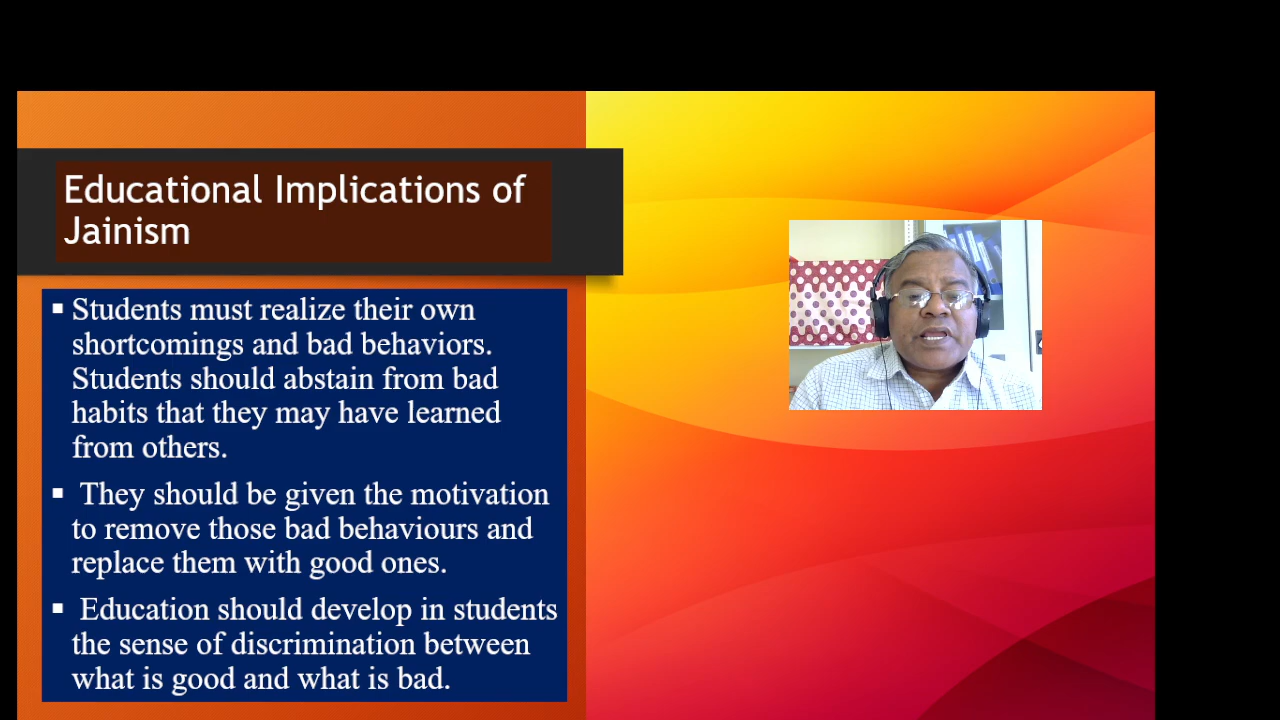 Educational Implications of
Jainism
▪ Students must realize their own
shortcomings and bad behaviors.
Students should abstain from bad
habits that they may have learned
from others.
▪ They should be given the motivation
to remove those bad behaviours and
replace them with good ones.
▪ Education should develop in students
the sense of discrimination between
what is good and what is bad.